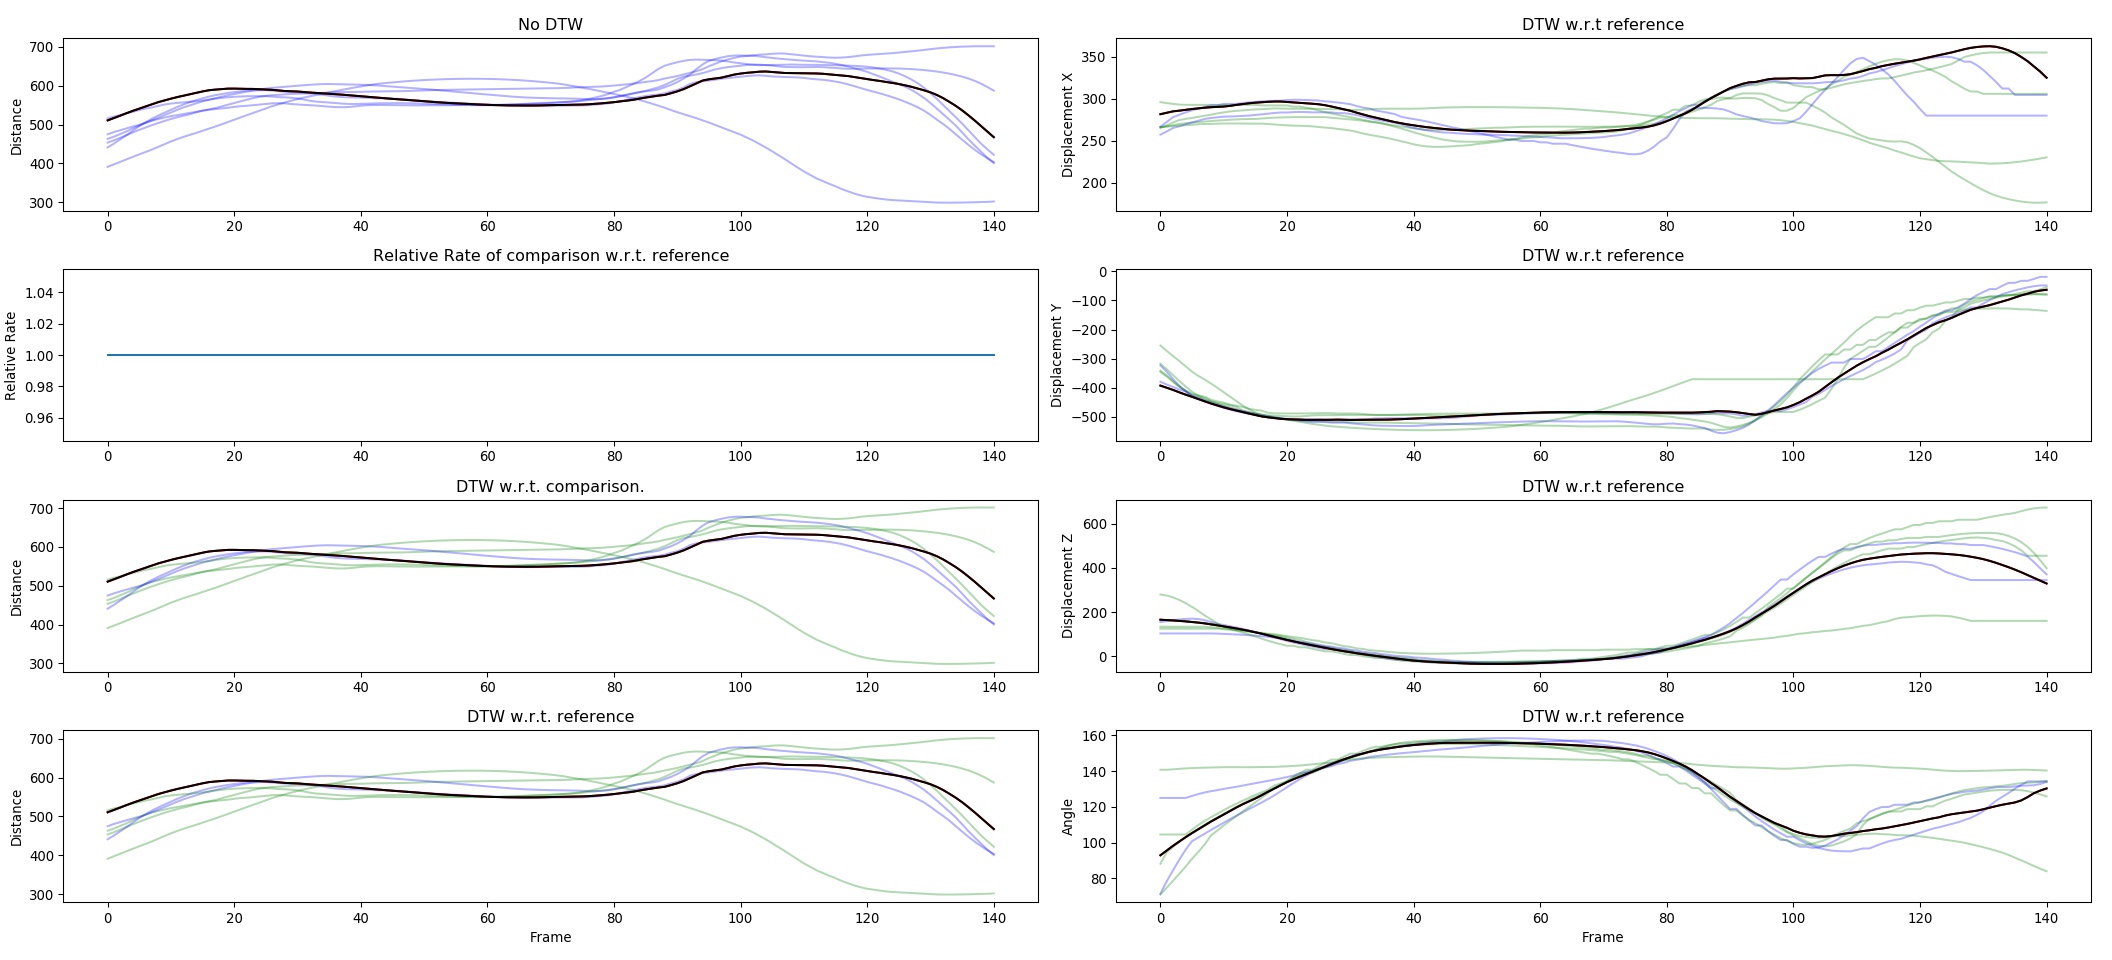 No DTW
700
600
500
400
300
Distance
0 20 40 60 80 100 120 140
Relative Rate of comparison w.r.t. reference
1.04
1.02
1.00
0.98
0.96
Relative Rate
0 20 40 60 80 100 120 140
DTW w.r.t. comparison.
700
600
500
400
300
Distance
0 20 40 60 80 100 120 140
DTW w.r.t. reference
700
600
500
400
300
Distance
0 20 40 60 80 100 120 140
Frame
DTW w.r.t reference
350
300
250
200
Displacement X
0 20 40 60 80 100 120 140
DTW w.r.t reference
0
−100
−200
−300
−400
−500
Displacement Y
0 20 40 60 80 100 120 140
DTW w.r.t reference
600
400
200
0
Displacement Z
0 20 40 60 80 100 120 140
DTW w.r.t reference
160
140
120
100
80
Angle
0 20 40 60 80 100 120 140
Frame